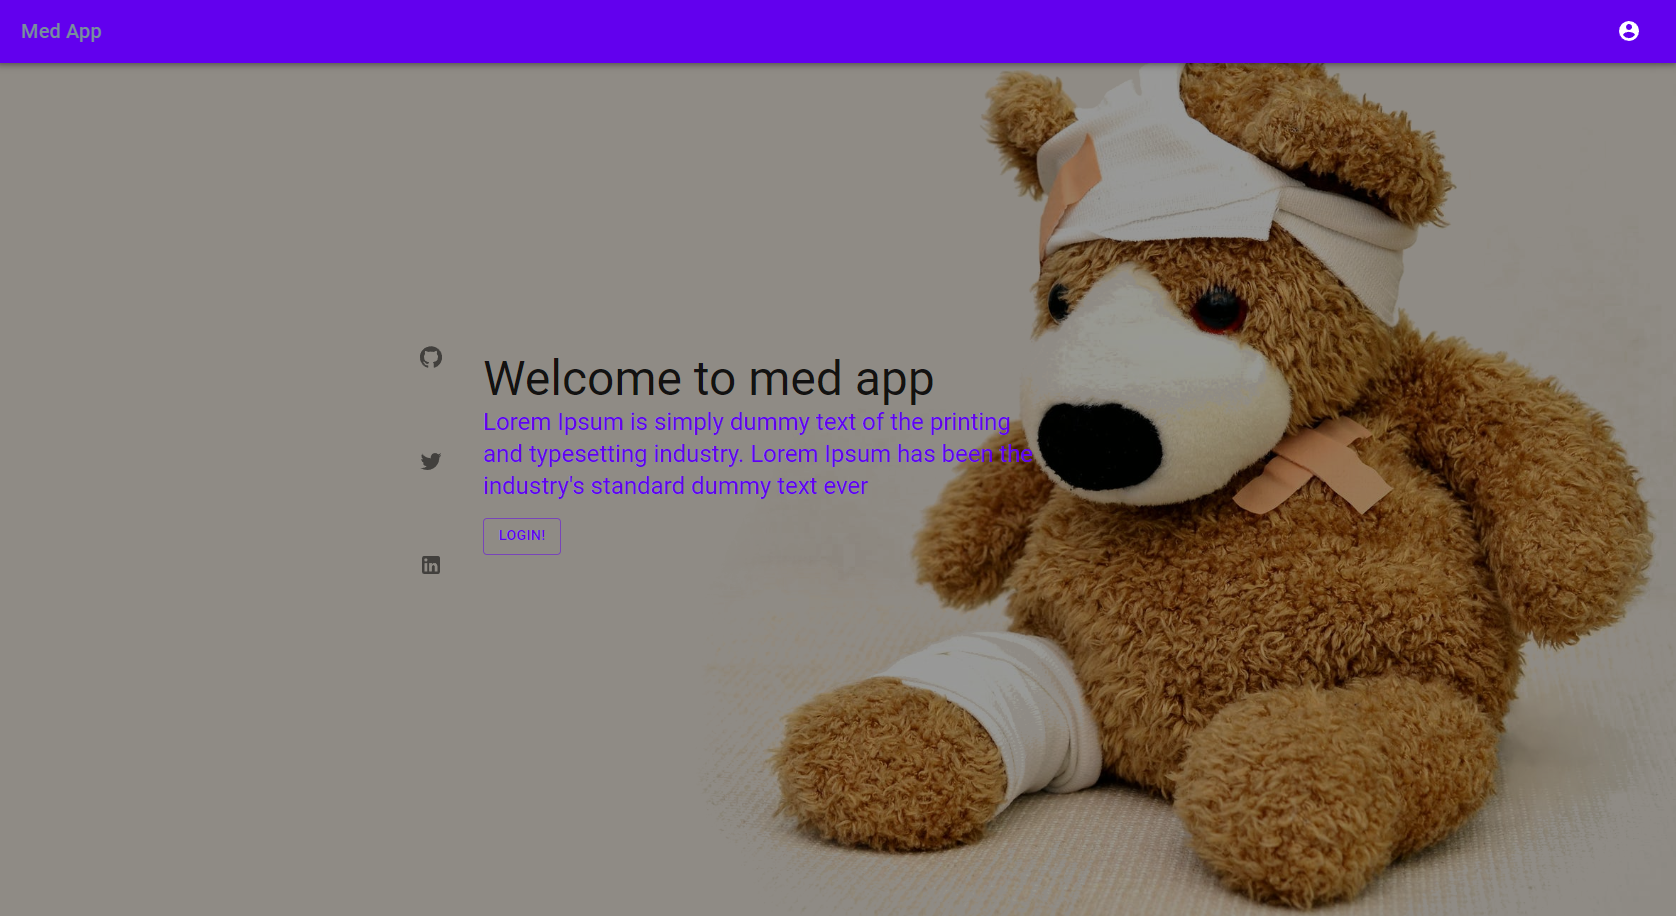 Med App
Welcome to med app
Lorem Ipsum is simply dummy text of the printing
and typesetting industry. Lorem Ipsum has been the
industry's standard dummy text ever
LOGIN!